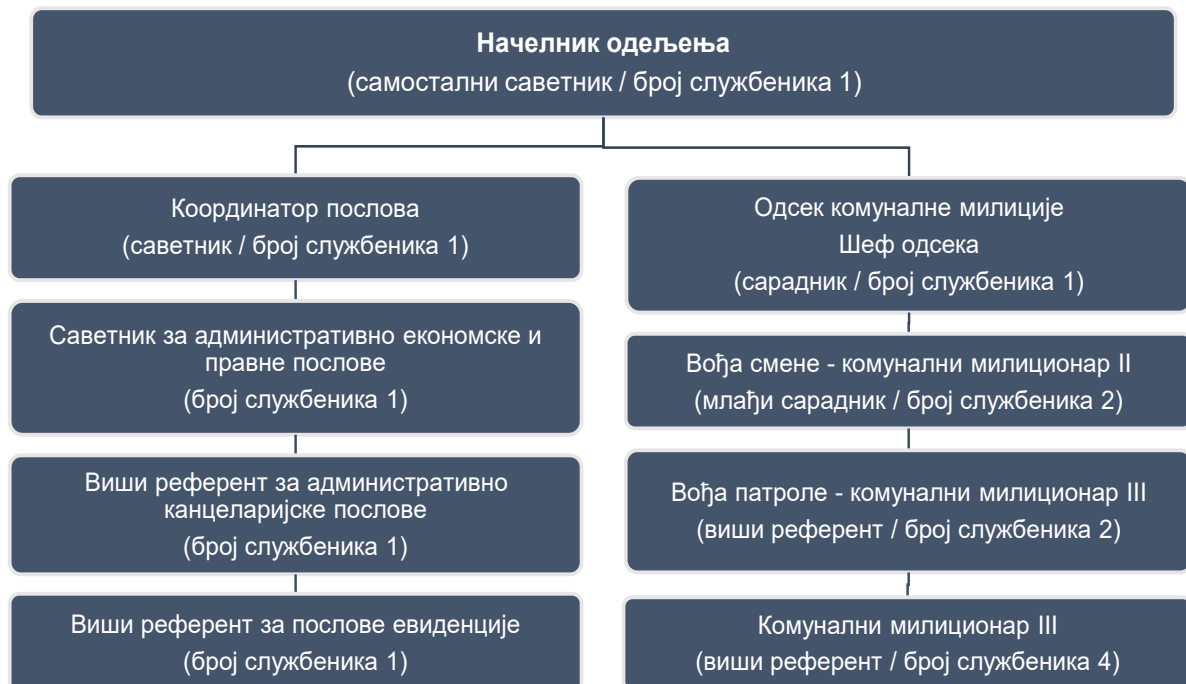 Начелник одељења
(самостални саветник / број службеника 1)
Координатор послова
(саветник / број службеника 1)
Саветник за административно економске и
правне послове
(број службеника 1)
Виши референт за административно
канцеларијске послове
(број службеника 1)
Виши референт за послове евиденције
(број службеника 1)
Одсек комуналне милиције
Шеф одсека
(сарадник / број службеника 1)
Вођа смене - комунални милиционар II
(млађи сарадник / број службеника 2)
Вођа патроле - комунални милиционар III
(виши референт / број службеника 2)
Комунални милиционар III
(виши референт / број службеника 4)